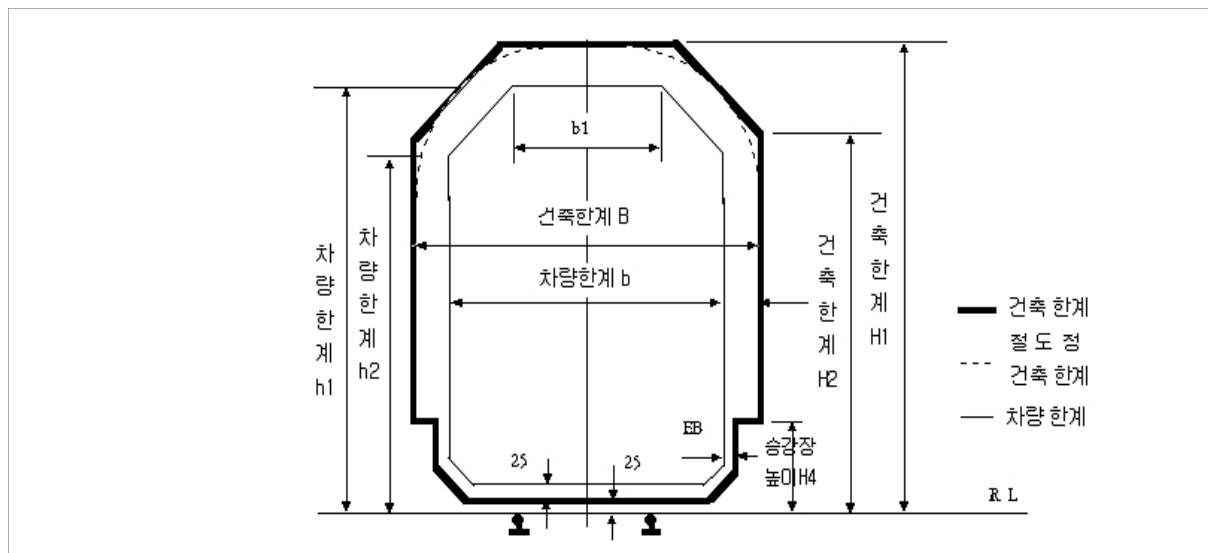 b1
건축한계 B
차량한계 b
차량한계 h1
차량한계 h2
건축한계 H2
건축한계 H1
EB
25
25
승강장
높이H4
R L
건축 한계
절 도 정
건축 한계
차량 한계